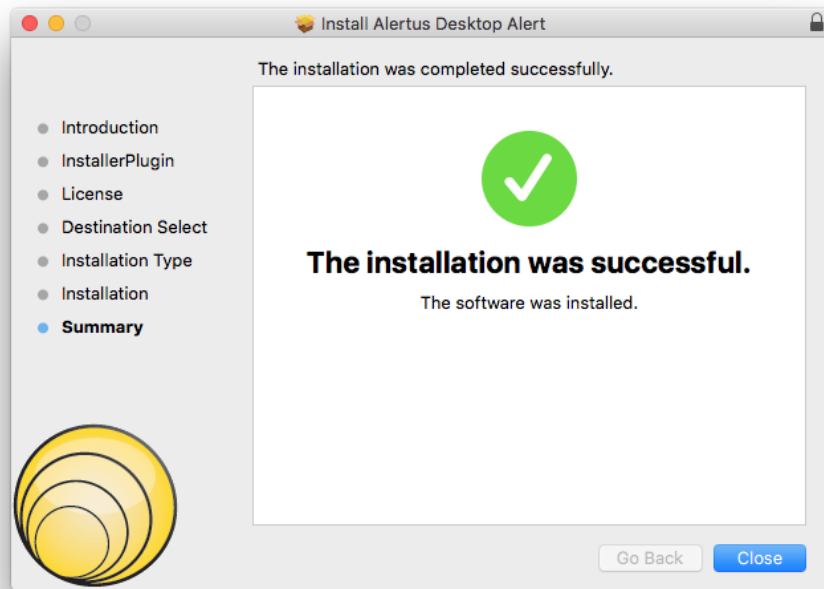 Install Alertus Desktop Alert
The installation was completed successfully.
Introduction
InstallerPlugin
License
Destination Select
Installation Type
Installation
Summary
The installation was successful.
The software was installed.
Go Back
Close